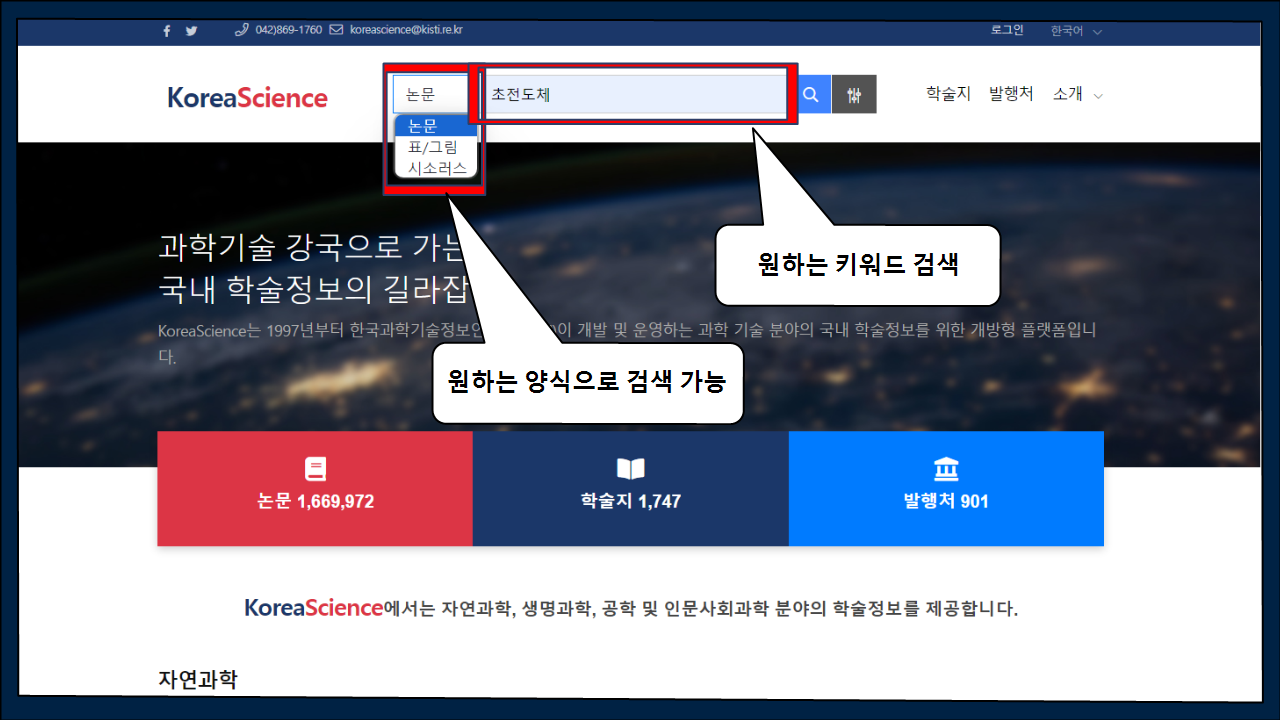 042)869-1760 koreascience@kisti.re.kr 로그인 한국어
KoreaScience 논문 초전도체 학술지 발행처 소개
논문
표/그림
시소러스
과학기술 강국으로 가는
국내 학술정보의 길라잡
KoreaScience는 1997년부터 한국과학기술정보연 이 개발 및 운영하는 과학 기술 분야의 국내 학술정보를 위한 개방형 플랫폼입니
다.
원하는 키워드 검색
원하는 양식으로 검색 가능
논문 1,669,972
학술지 1,747
발행처 901
KoreaScience에서는 자연과학, 생명과학, 공학 및 인문사회과학 분야의 학술정보를 제공합니다.
자연과학